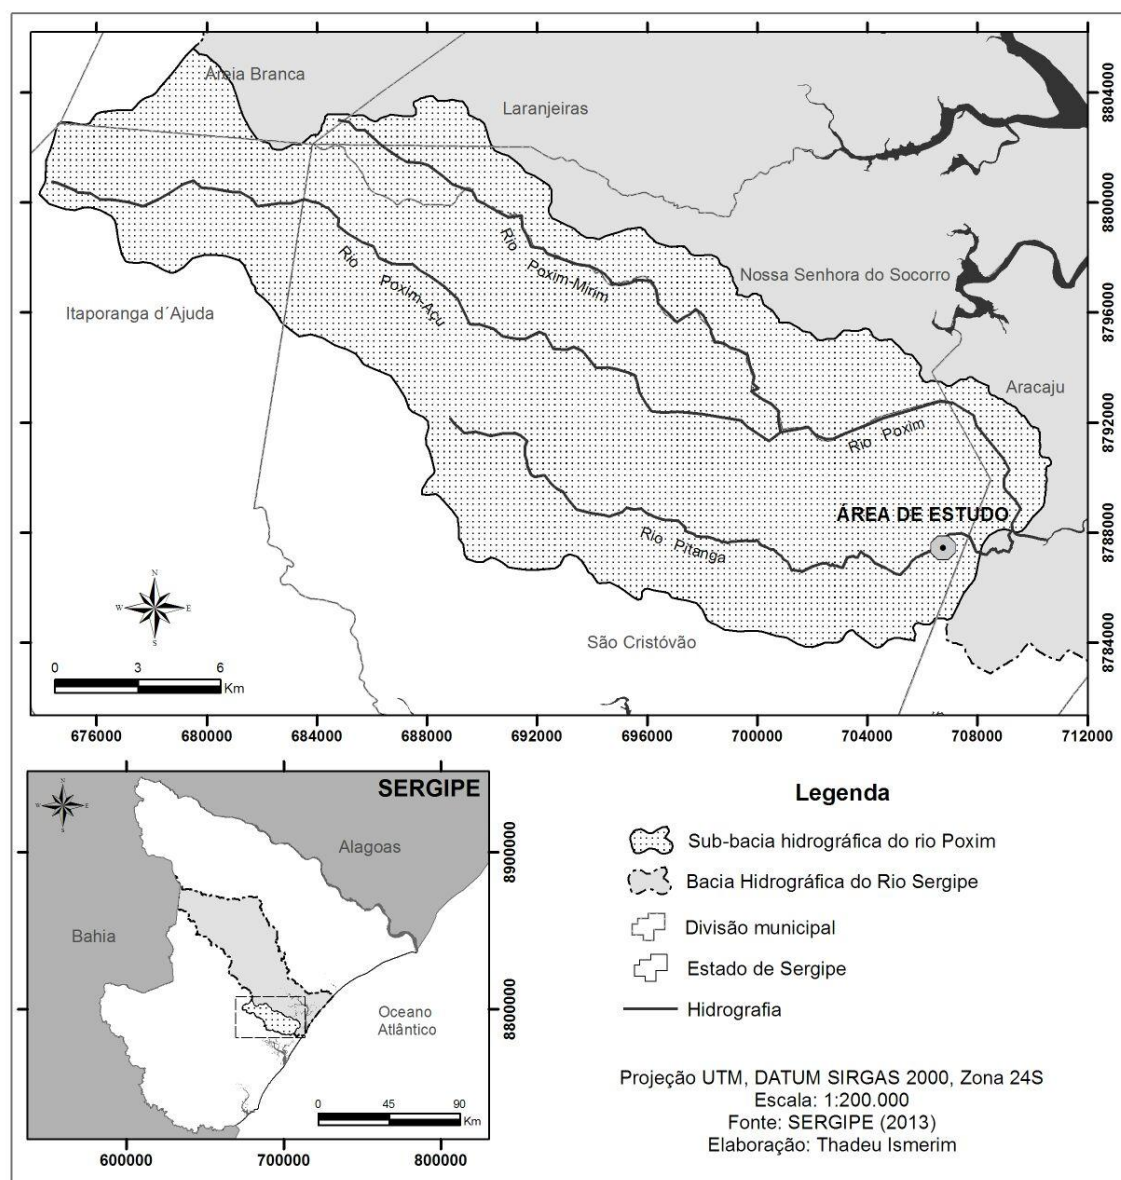 Areia Branca
Laranjeiras
Rio Poxim-Mirim
Rio Poxim-Açu
Nossa Senhora do Socorro
Itaporanga d´Ajuda
Aracaju
Rio Poxim
ÁREA DE ESTUDO
Rio Pitanga
São Cristóvão
N
W E
S
0 3 6
Km
8804000
8800000
8796000
8792000
8788000
8784000
676000 680000 684000 688000 692000 696000 700000 704000 708000 712000
SERGIPE
N
W E
S
Alagoas
Bahia
Oceano
Atlântico
0 45 90
Km
8900000
8800000
600000 700000 800000
Legenda
Sub-bacia hidrográfica do rio Poxim
Bacia Hidrográfica do Rio Sergipe
Divisão municipal
Estado de Sergipe
Hidrografia
Projeção UTM, DATUM SIRGAS 2000, Zona 24S
Escala: 1:200.000
Fonte: SERGIPE (2013)
Elaboração: Thadeu Ismerim